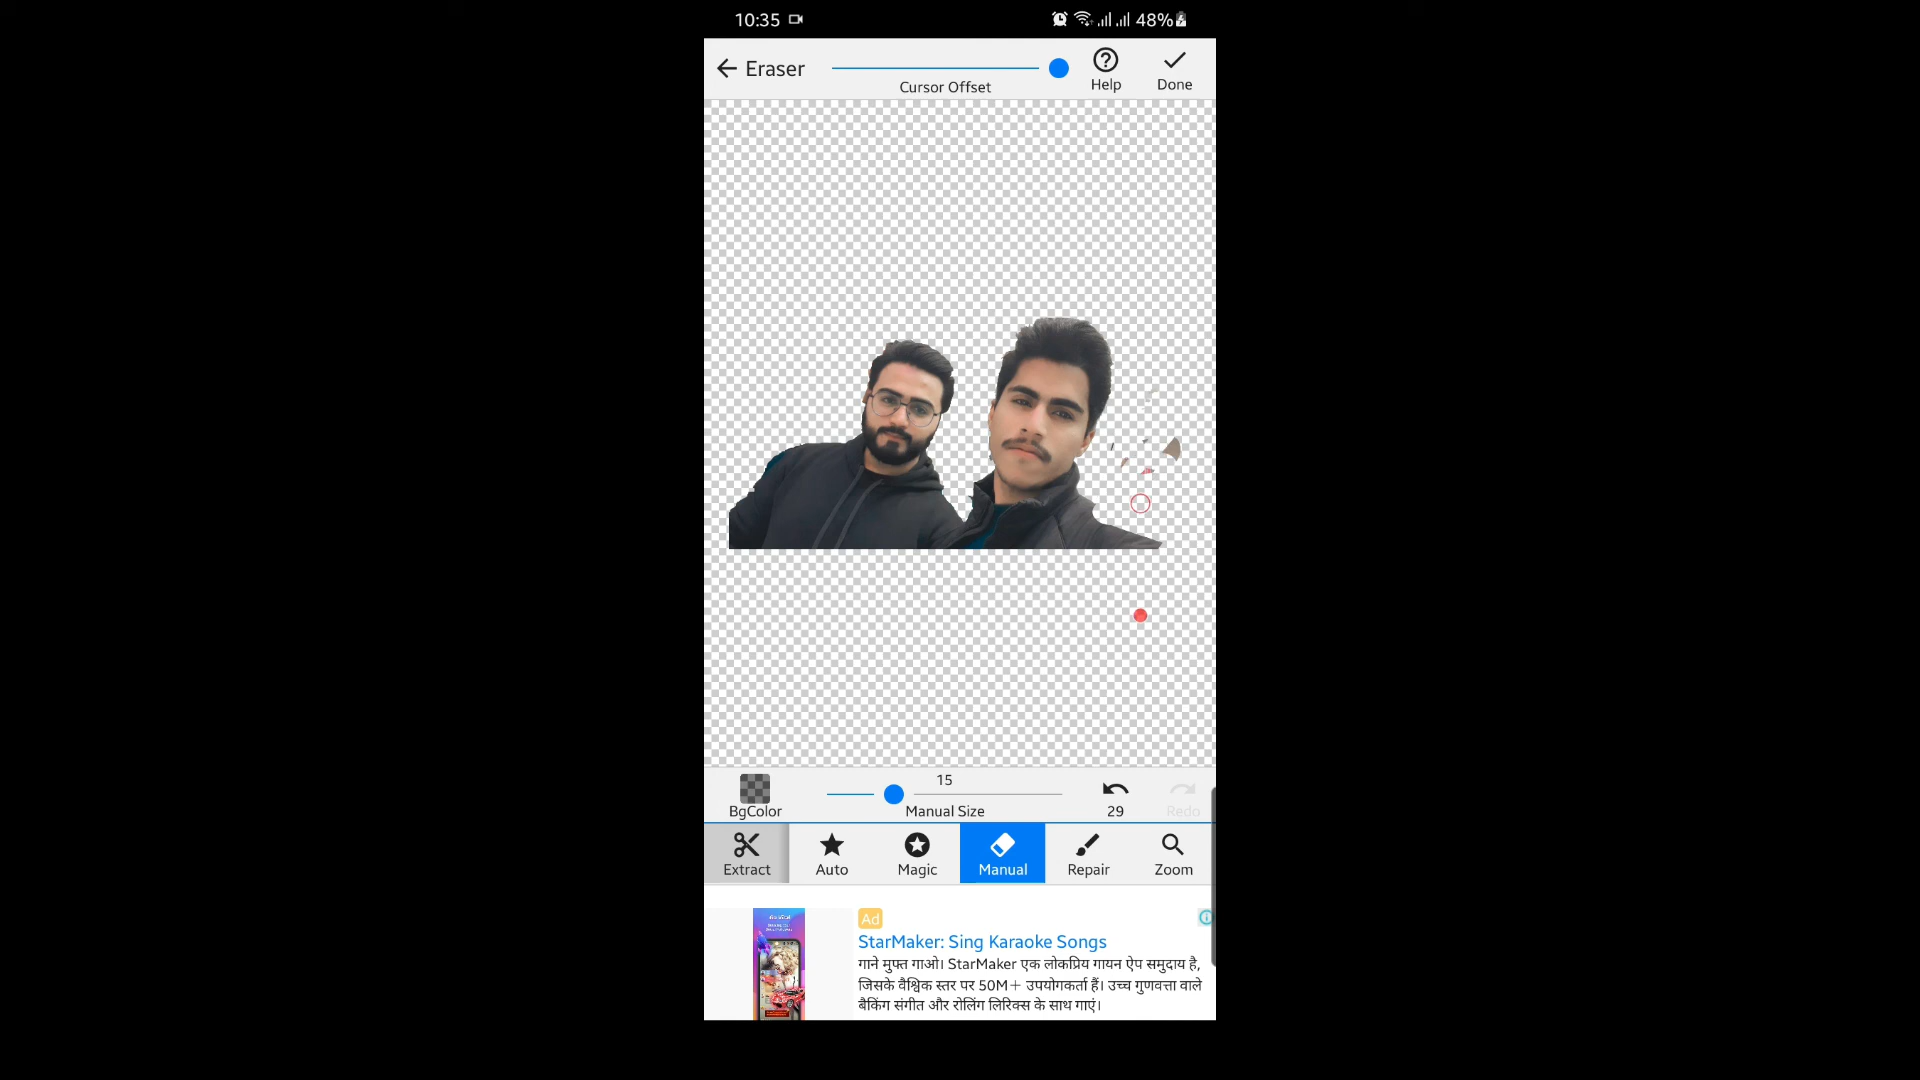 10:35
48%
Eraser
Cursor Offset
Help
Done
15
BgColor
Manual Size
29
Redo
Extract
Auto
Magic
Manual
Repair
Zoom
Ad
StarMaker: Sing Karaoke Songs
गाने मुफ्त गाओ। StarMaker एक लोकप्रिय गायन ऐप समुदाय है,
जिसके वैश्विक स्तर पर 50M+ उपयोगकर्ता हैं। उच्च गुणवत्ता वाले
बैकिंग संगीत और रोलिंग लिरिक्स के साथ गाएं।